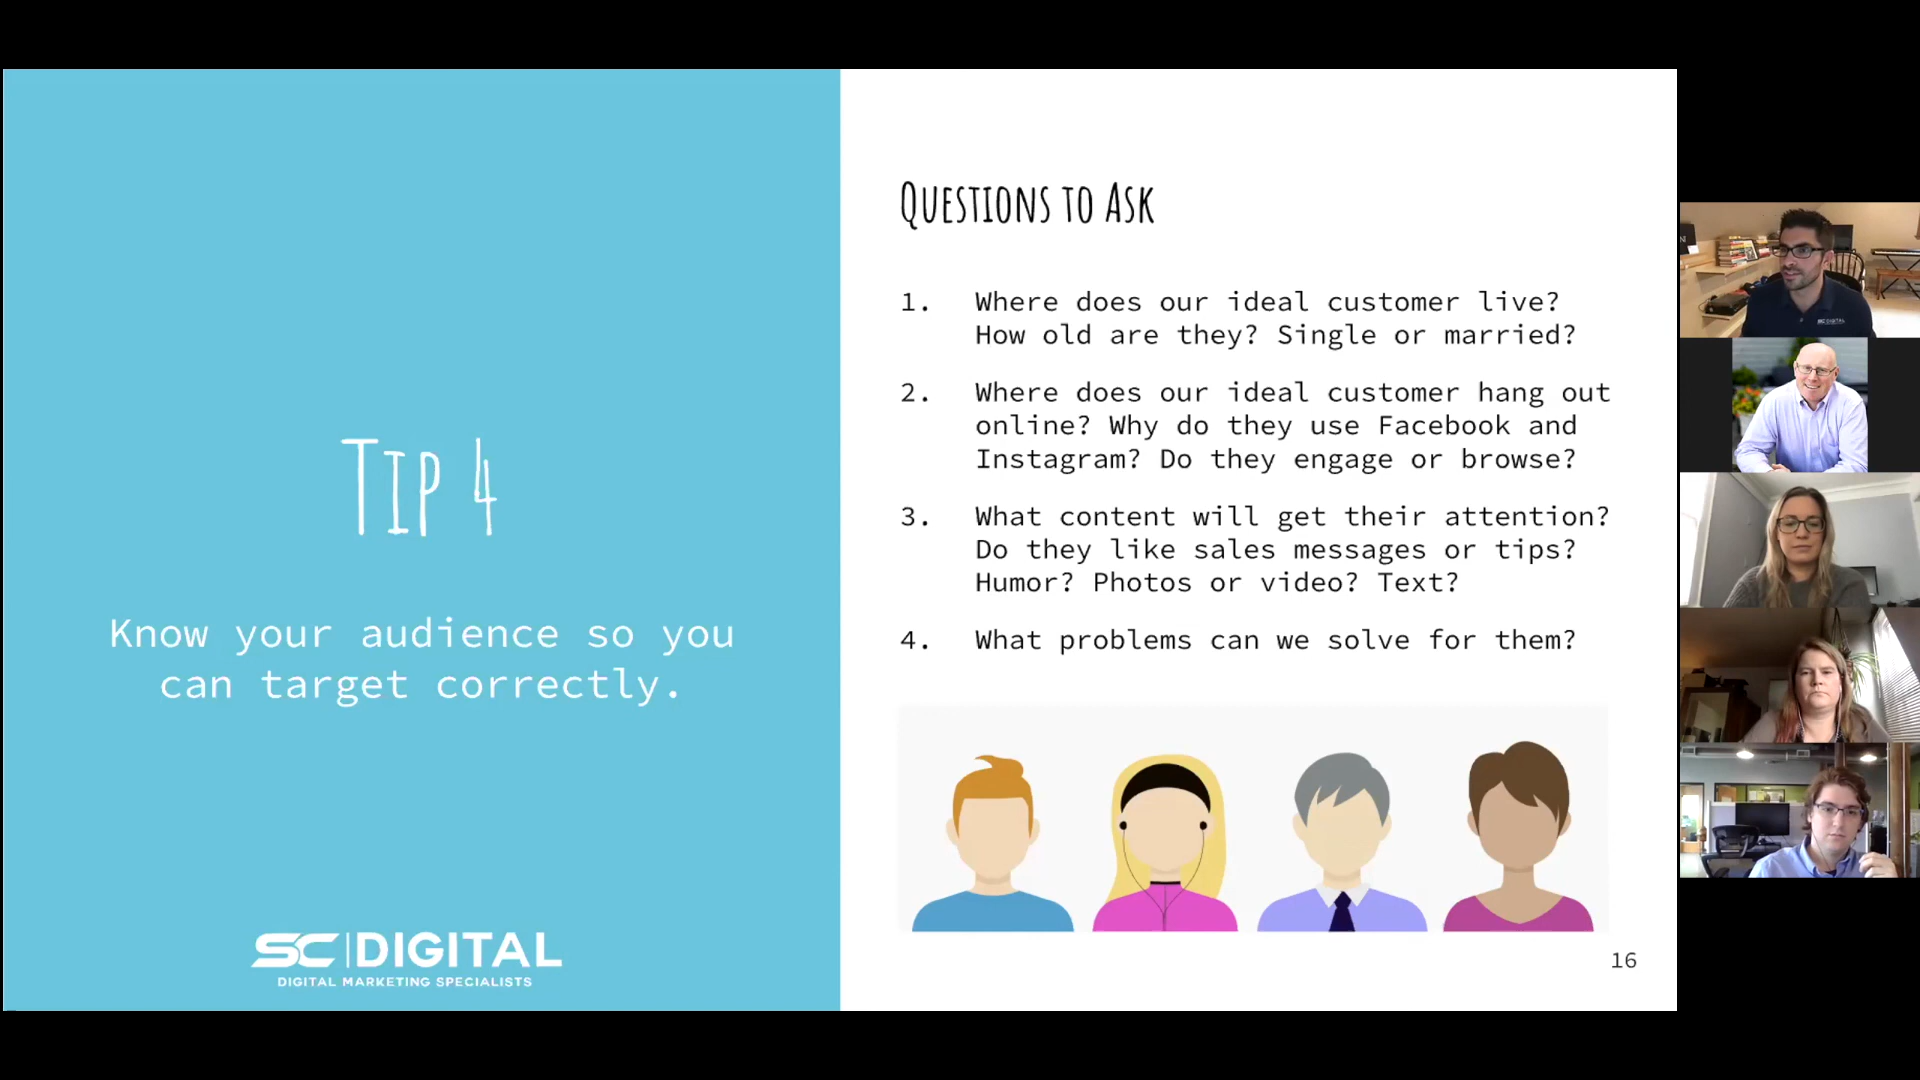 Tip 4
Know your audience so you
can target correctly.
SC|DIGITAL
DIGITAL MARKETING SPECIALISTS
Questions to Ask
1. Where does our ideal customer live?
How old are they? Single or married?
2. Where does our ideal customer hang out
online? Why do they use Facebook and
Instagram? Do they engage or browse?
3. What content will get their attention?
Do they like sales messages or tips?
Humor? Photos or video? Text?
4. What problems can we solve for them?
16
SC DIGITAL